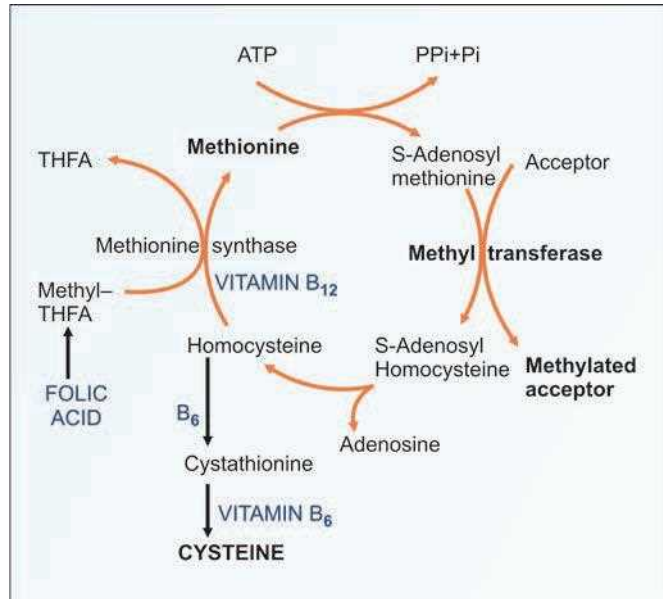 ATP
PPi+Pi
Methionine
S-Adenosyl
methionine
Acceptor
THFA
Methionine synthase
Methyl transferase
VITAMIN B12
Methyl–
THFA
Homocysteine
S-Adenosyl
Homocysteine
Methylated
acceptor
FOLIC
ACID
B6
Adenosine
Cystathionine
VITAMIN B6
CYSTEINE